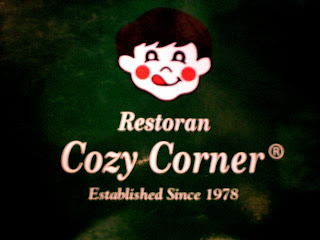 Restoran
Cozy Corner®
Established Since 1978